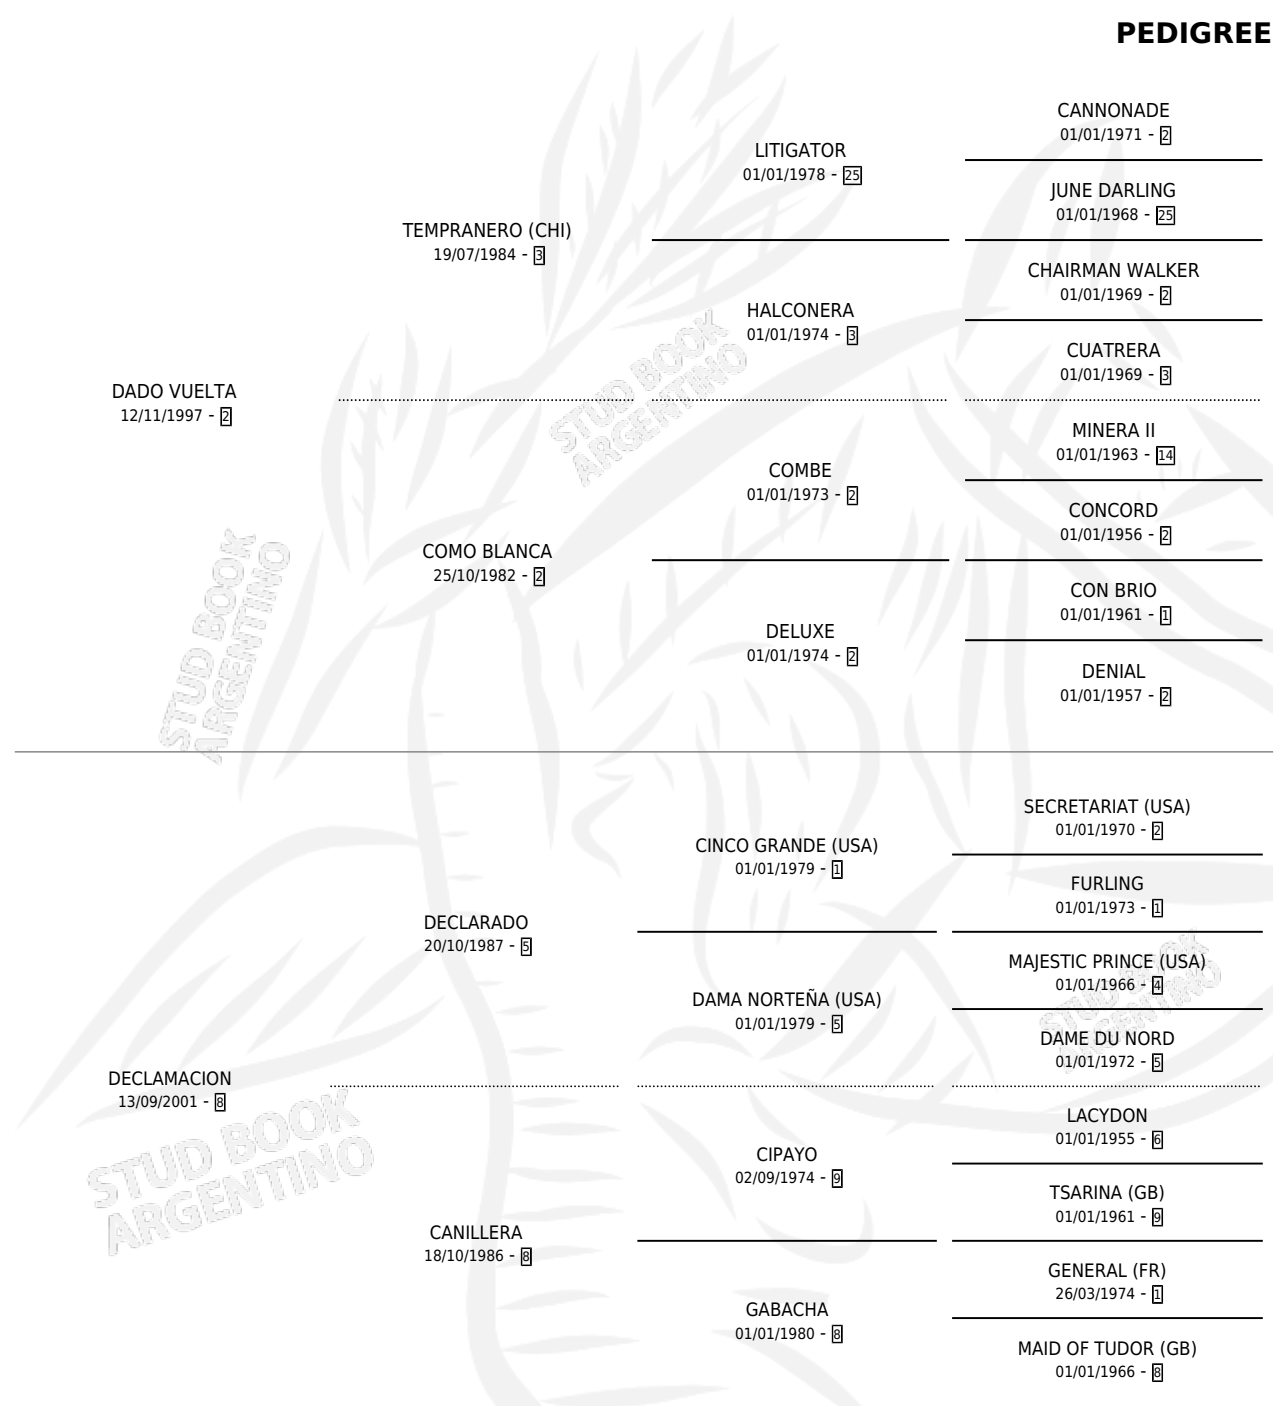 PEDIGREE
CANNONADE
01/01/1971 - 2
LITIGATOR
01/01/1978 - 25
JUNE DARLING
01/01/1968 - 25
TEMPRANERO (CHI)
19/07/1984 - 3
CHAIRMAN WALKER
01/01/1969 - 2
HALCONERA
01/01/1974 - 3
CUATRERA
01/01/1969 - 3
DADO VUELTA
12/11/1997 - 2
MINERA II
01/01/1963 - 14
COMBE
01/01/1973 - 2
CONCORD
01/01/1956 - 2
COMO BLANCA
25/10/1982 - 2
CON BRIO
01/01/1961 - 1
DELUXE
01/01/1974 - 2
DENIAL
01/01/1957 - 2
SECRETARIAT (USA)
01/01/1970 - 2
CINCO GRANDE (USA)
01/01/1979 - 1
FURLING
01/01/1973 - 1
DECLARADO
20/10/1987 - 5
MAJESTIC PRINCE (USA)
01/01/1966 - 4
DAMA NORTEÑA (USA)
01/01/1979 - 5
DAME DU NORD
01/01/1972 - 5
DECLAMACION
13/09/2001 - 8
LACYDON
01/01/1955 - 6
CIPAYO
02/09/1974 - 9
TSARINA (GB)
01/01/1961 - 9
CANILLERA
18/10/1986 - 8
GENERAL (FR)
26/03/1974 - 1
GABACHA
01/01/1980 - 8
MAID OF TUDOR (GB)
01/01/1966 - 8
STUD BOOK
ARGENTINO
STUD BOOK
ARGENTINO
STUD BOOK
ARGENTINO
STUD BOOK
ARGENTINO